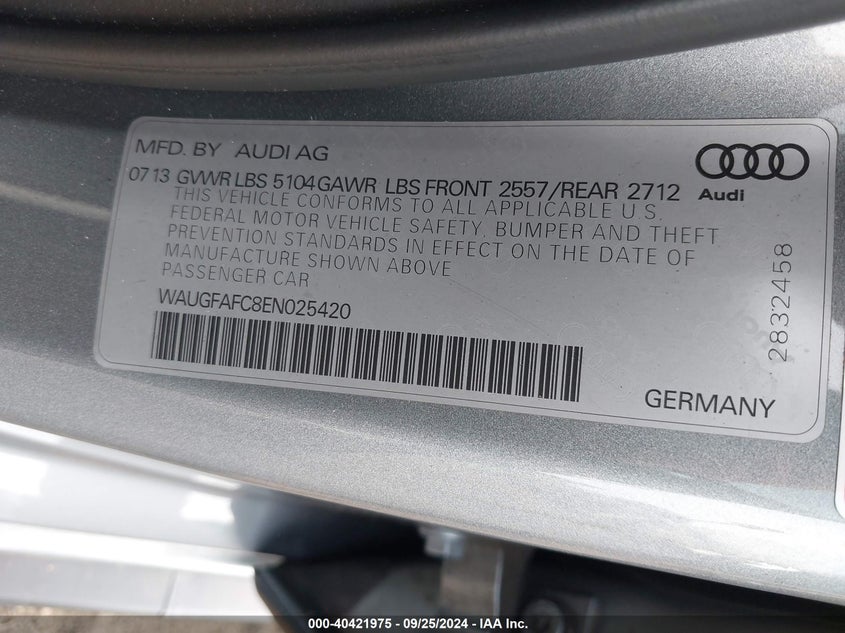 MFD. BY AUDI AG
0713 GVWR LBS 5104 GAWR LBS FRONT 2557/REAR 2712
THIS VEHICLE CONFORMS TO ALL APPLICABLE U.S.
FEDERAL MOTOR VEHICLE SAFETY, BUMPER AND THEFT
PREVENTION STANDARDS IN EFFECT ON THE DATE OF
MANUFACTURE SHOWN ABOVE
PASSENGER CAR
WAUGFAFC8EN025420
Audi
2832458
GERMANY
000-40421975 - 09/25/2024 - IAA Inc.